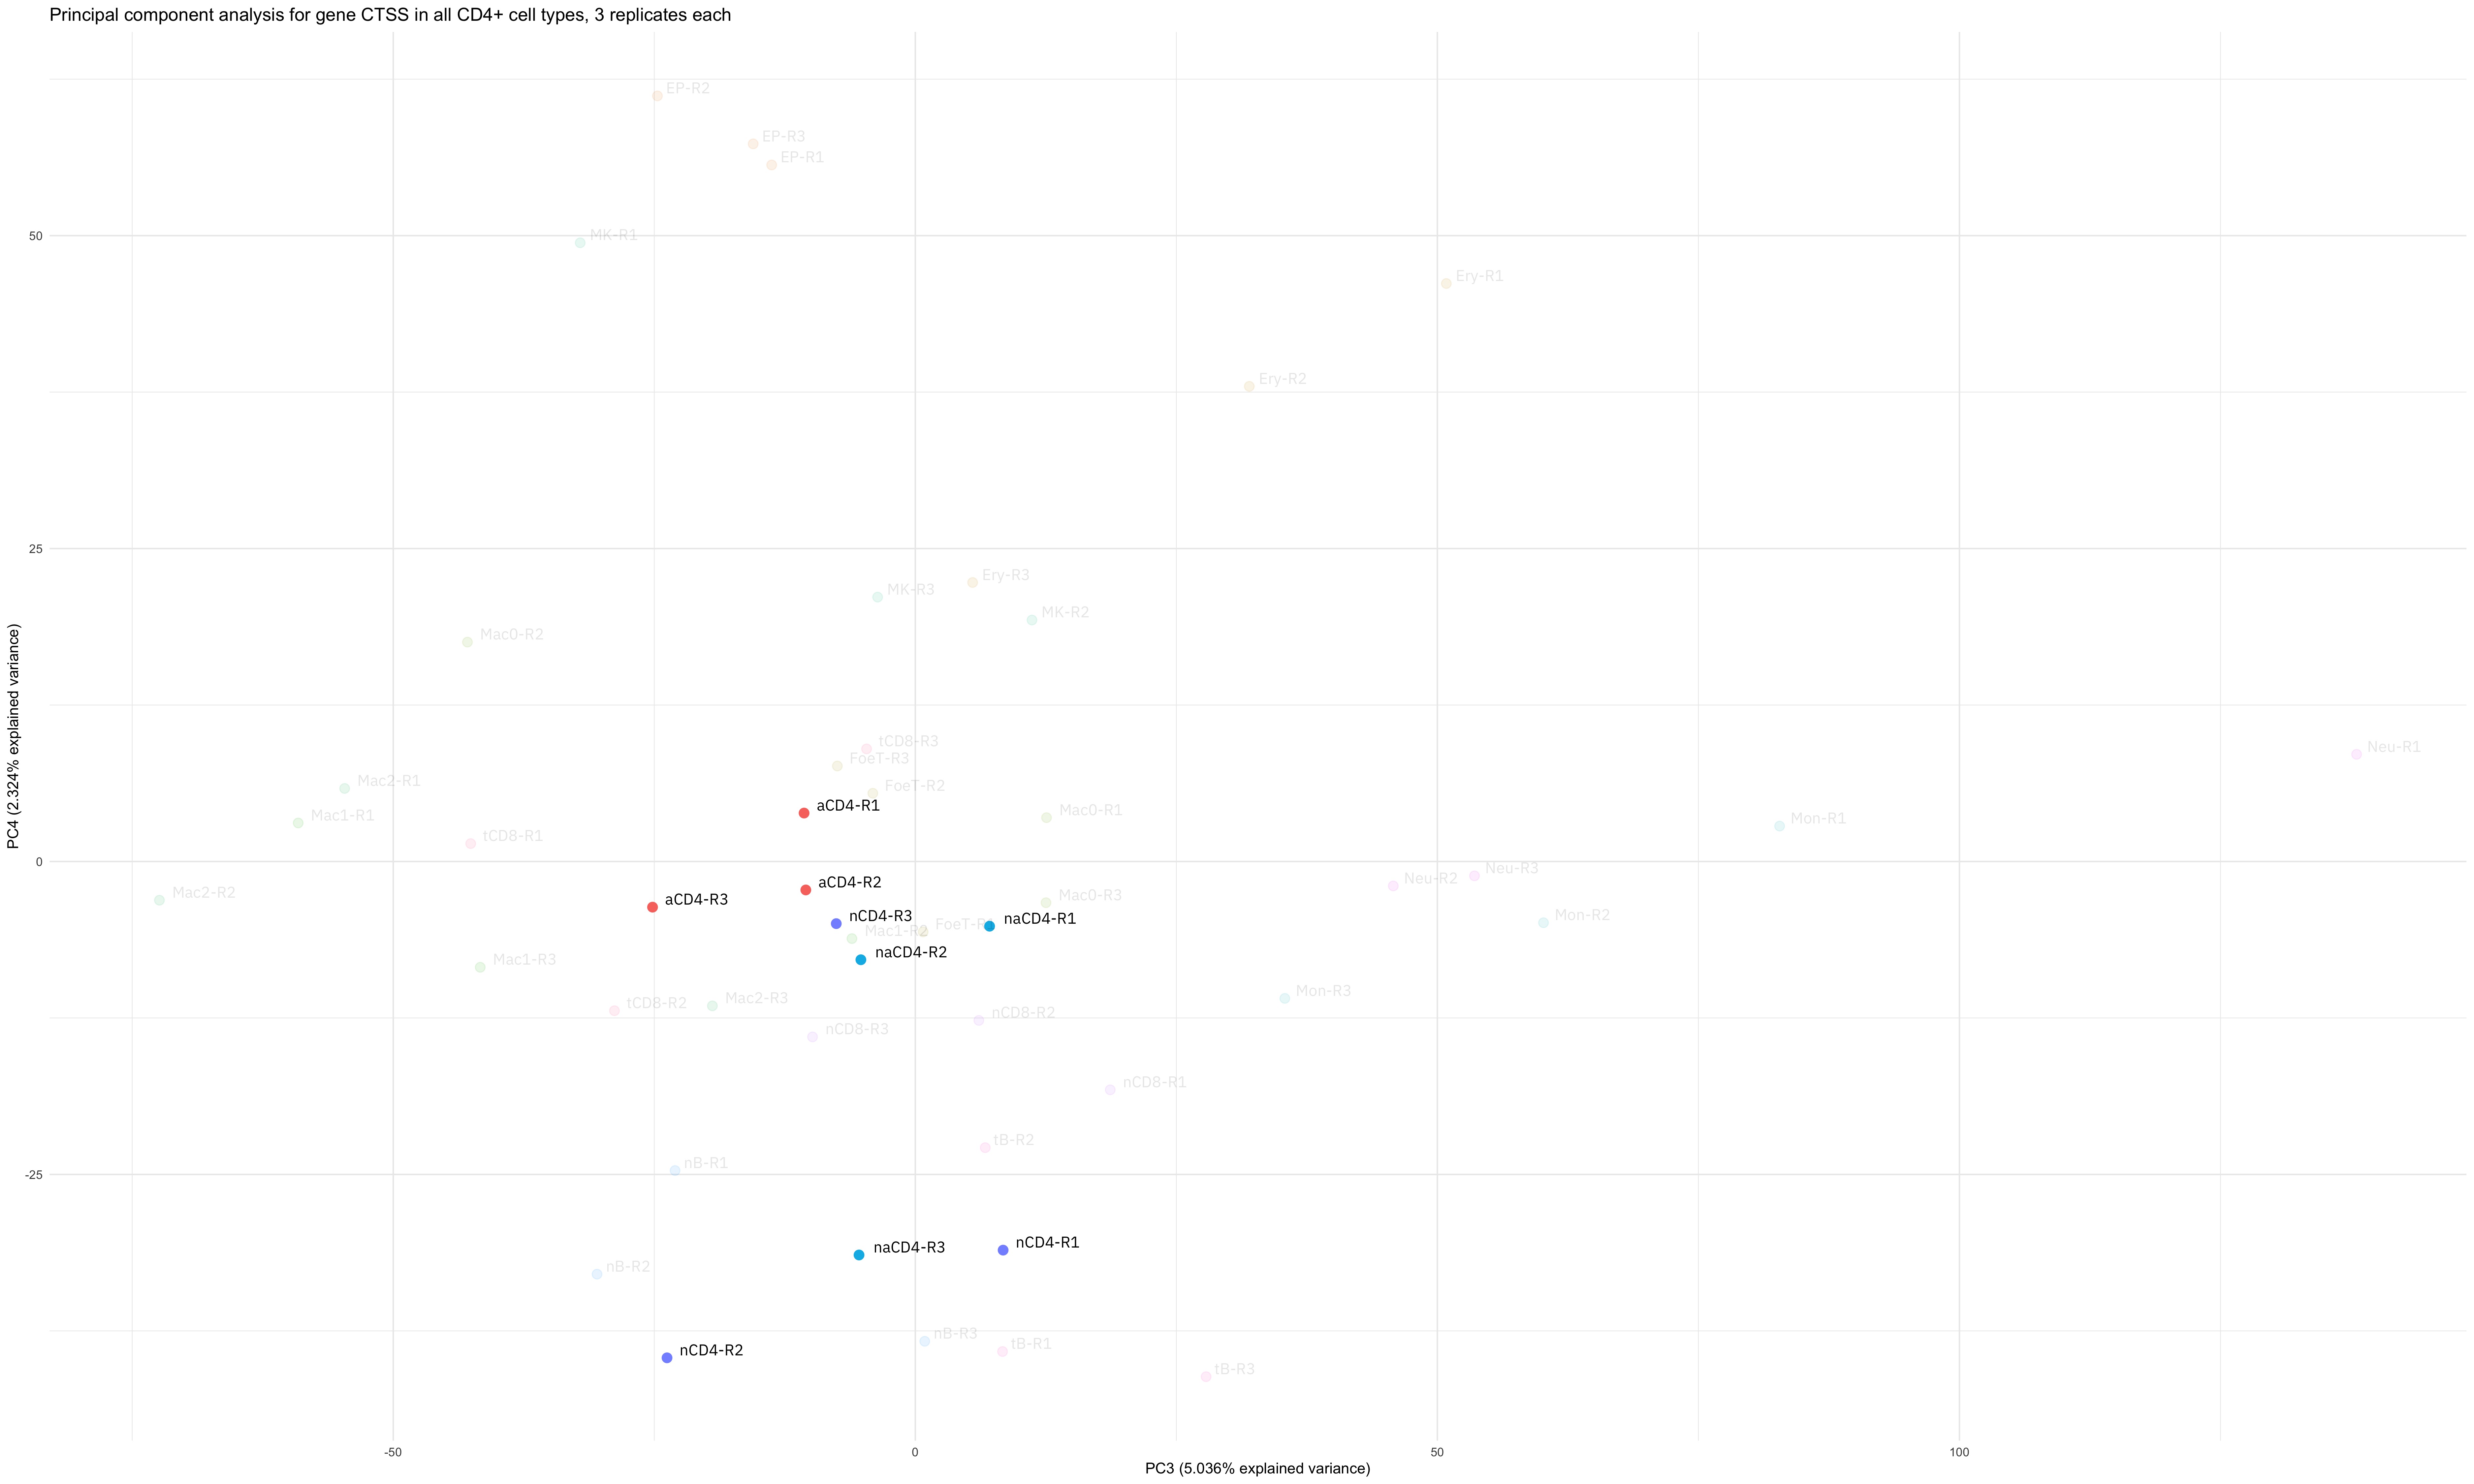 Principal component analysis for gene CTSS in all CD4+ cell types, 3 replicates each
EP-R2
EP-R3
EP-R1
MK-R1
50
Ery-R1
Ery-R2
25
Ery-R3
MK-R3
MK-R2
Mac0-R2
tCD8-R3
Neu-R1
FoeT-R3
Mac2-R1
FoeT-R2
aCD4-R1
Mac0-R1
Mac1-R1
Mon-R1
tCD8-R1
PC4 (2.324% explained variance)
0
Neu-R3
Neu-R2
aCD4-R2
Mac2-R2
aCD4-R3
Mac0-R3
nCD4-R3
naCD4-R1
Mon-R2
FoeT-R1
Mac1-R2
naCD4-R2
Mac1-R3
Mon-R3
Mac2-R3
tCD8-R2
nCD8-R2
nCD8-R3
nCD8-R1
tB-R2
nB-R1
-25
nCD4-R1
naCD4-R3
nB-R2
nB-R3
tB-R1
nCD4-R2
tB-R3
-50 0 50 100
PC3 (5.036% explained variance)